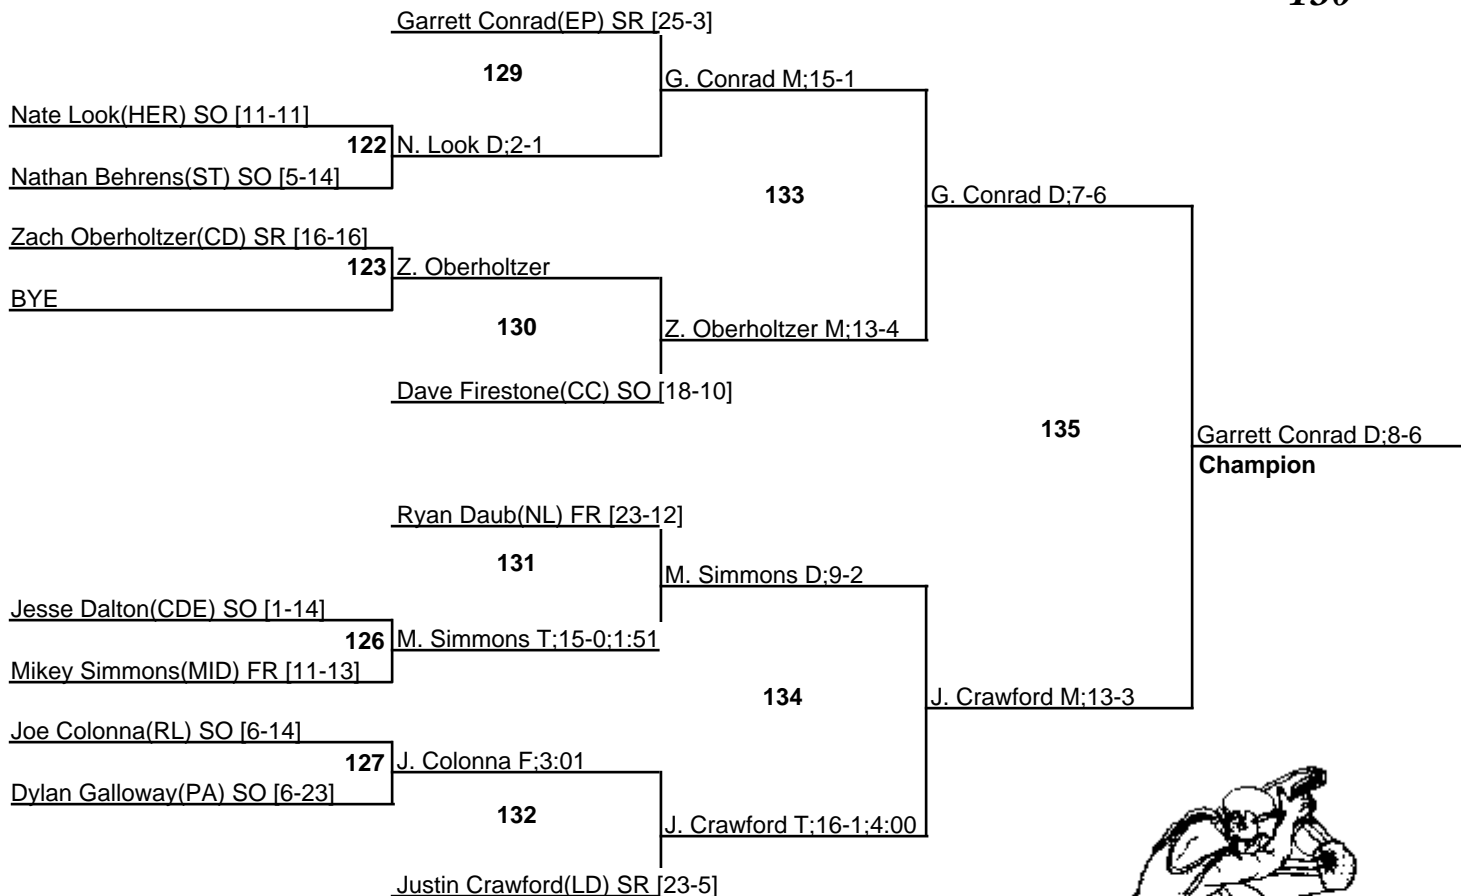 Garrett Conrad(EP) SR [25-3]
129
G. Conrad M;15-1
Nate Look(HER) SO [11-11]
122
N. Look D;2-1
Nathan Behrens(ST) SO [5-14]
133
G. Conrad D;7-6
Zach Oberholtzer(CD) SR [16-16]
123
Z. Oberholtzer
BYE
130
Z. Oberholtzer M;13-4
Dave Firestone(CC) SO [18-10]
135
Garrett Conrad D;8-6
Champion
Ryan Daub(NL) FR [23-12]
131
M. Simmons D;9-2
Jesse Dalton(CDE) SO [1-14]
126
M. Simmons T;15-0;1:51
Mikey Simmons(MID) FR [11-13]
134
J. Crawford M;13-3
Joe Colonna(RL) SO [6-14]
127
J. Colonna F;3:01
Dylan Galloway(PA) SO [6-23]
132
J. Crawford T;16-1;4:00
Justin Crawford(LD) SR [23-5]